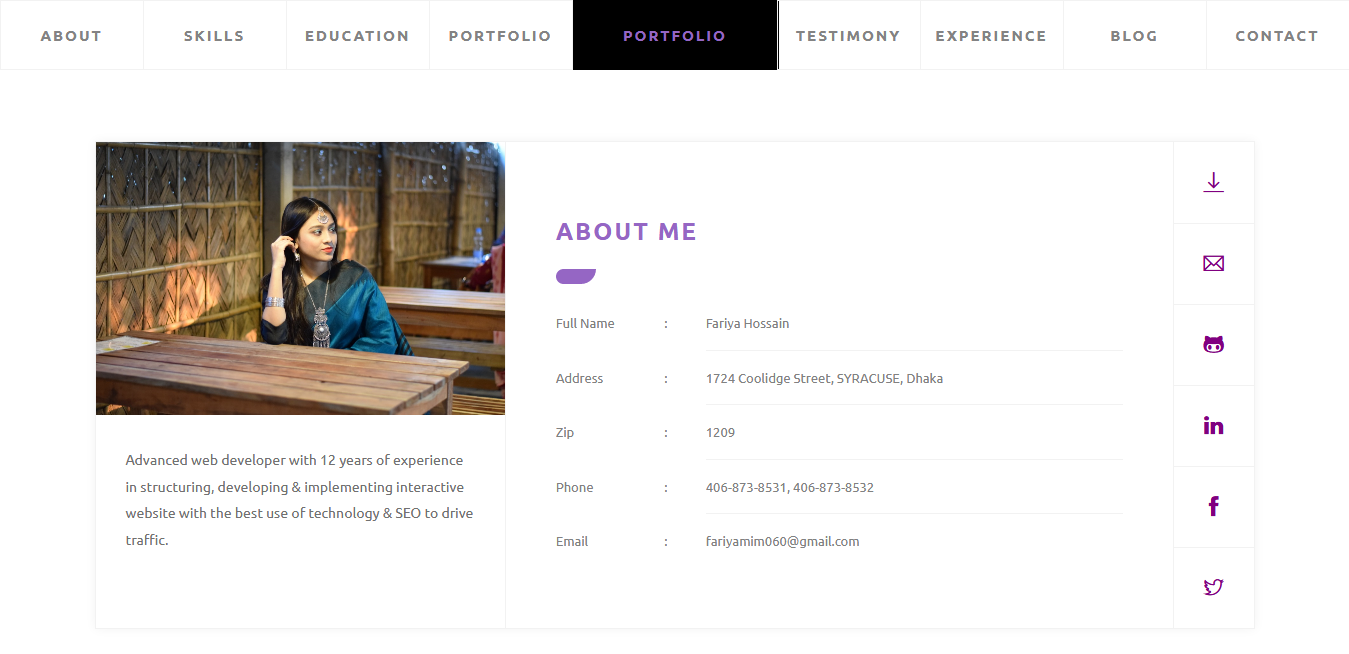 ABOUT SKILLS EDUCATION PORTFOLIO PORTFOLIO TESTIMONY EXPERIENCE BLOG CONTACT
Advanced web developer with 12 years of experience
in structuring, developing & implementing interactive
website with the best use of technology & SEO to drive
traffic.
ABOUT ME
Full Name : Fariya Hossain
Address : 1724 Coolidge Street, SYRACUSE, Dhaka
Zip : 1209
Phone : 406-873-8531, 406-873-8532
Email : fariyamim060@gmail.com
in
f